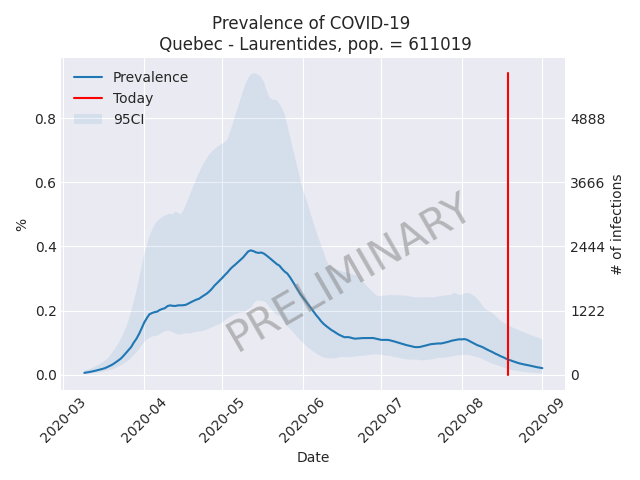 Prevalence of COVID-19
Quebec - Laurentides, pop. = 611019
Prevalence
Today
95CI
PRELIMINARY
%
0.8
0.6
0.4
0.2
0.0
4888
3666
2444
1222
0
# of infections
2020-03
2020-04
2020-05
2020-06
2020-07
2020-08
2020-09
Date